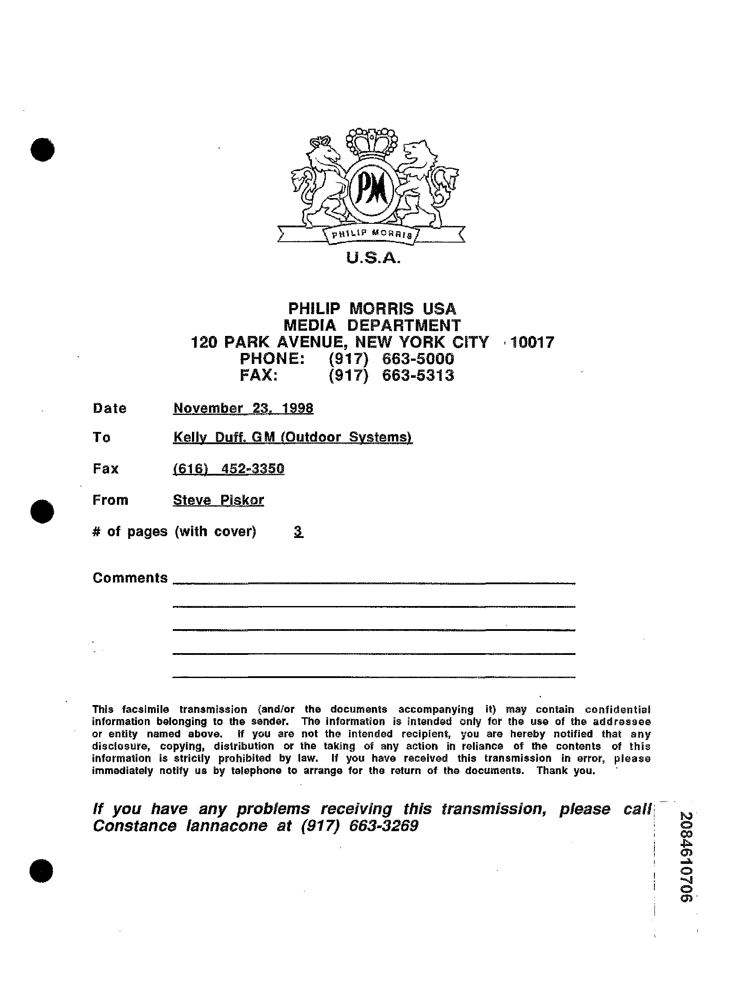 PM
PHILIP MORRIS
U.S.A.
PHILIP MORRIS USA
MEDIA DEPARTMENT
120 PARK AVENUE, NEW YORK CITY 10017
PHONE: (917) 663-5000
FAX: (917) 663-5313
Date November 23, 1998
To Kelly Duff, GM (Outdoor Systems)
Fax (616) 452-3350
From Steve Piskor
# of pages (with cover) 3
Comments
This facsimile transmission (and/or the documents accompanying it) may contain confidential
information belonging to the sender. The information is intended only for the use of the addressee
or entity named above. If you are not the intended recipient, you are hereby notified that any
disclosure, copying, distribution or the taking of any action in reliance of the contents of this
information is strictly prohibited by law. If you have received this transmission in error, please
immediately notify us by telephone to arrange for the return of the documents. Thank you.
If you have any problems receiving this transmission, please call
Constance Iannacone at (917) 663-3269
2084610706